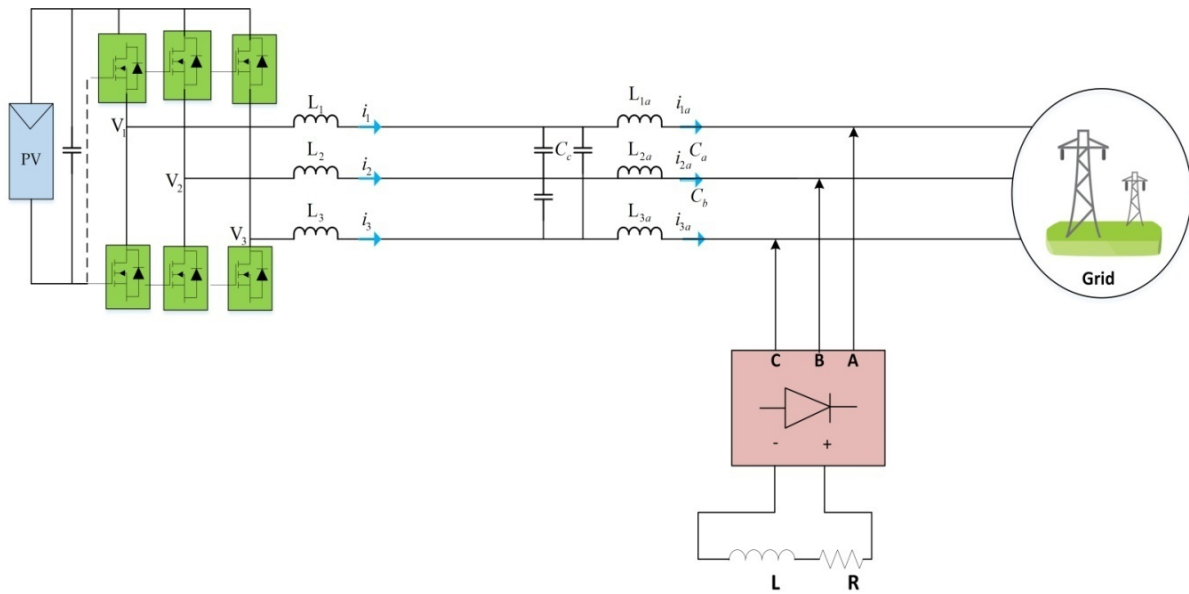 L1 i1 L1a i1a
V1 Cc Ca
PV L2 i2 L2a i2a
V2 Cb
L3 i3 L3a i3a
V3
Grid
C B A
- +
L R